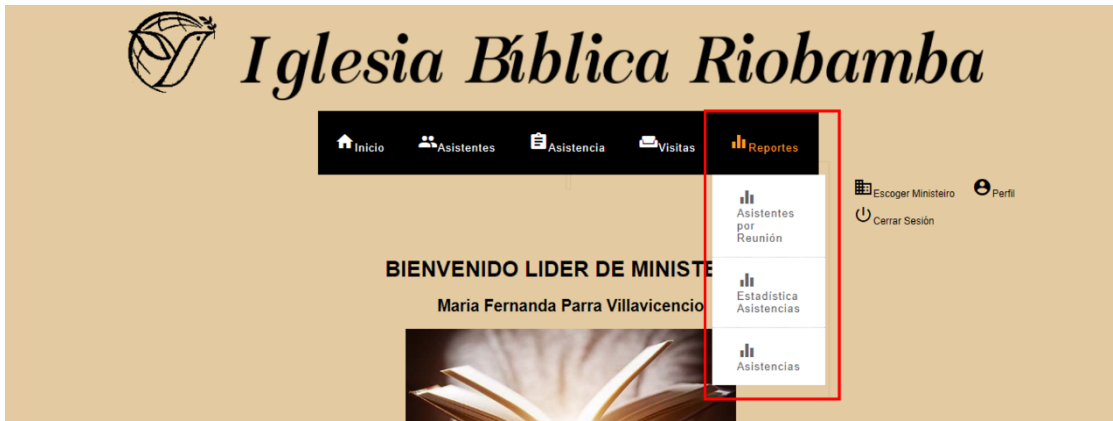 Iglesia Bíblica Riobamba
Inicio Asistentes Asistencia Visitas Reportes
Escoger Ministeiro Perfil
Cerrar Sesión
Asistentes
por
Reunión
Estadística
Asistencias
Asistencias
BIENVENIDO LIDER DE MINISTE
Maria Fernanda Parra Villavicencio